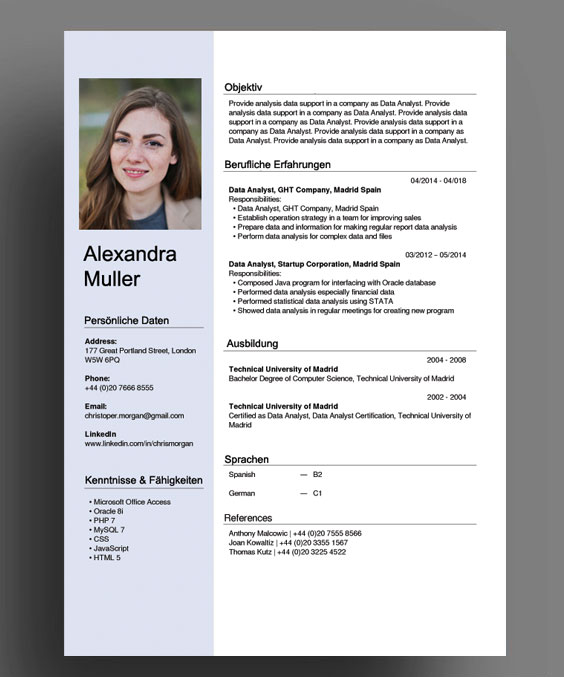 Alexandra
Muller
Persönliche Daten
Address:
177 Great Portland Street, London
W5W 6PQ
Phone:
+44 (0)20 7666 8555
Email:
christoper.morgan@gmail.com
LinkedIn
www.linkedin.com/in/chrismorgan
Kenntnisse & Fähigkeiten
• Microsoft Office Access
• Oracle 8i
• PHP 7
• MySQL 7
• CSS
• JavaScript
• HTML 5
Objektiv
Provide analysis data support in a company as Data Analyst. Provide
analysis data support in a company as Data Analyst. Provide analysis data
support in a company as Data Analyst. Provide analysis data support in a
company as Data Analyst. Provide analysis data support in a company as
Data Analyst. Provide analysis data support in a company as Data Analyst.
Berufliche Erfahrungen
04/2014 - 04/018
Data Analyst, GHT Company, Madrid Spain
Responsibilities:
• Data Analyst, GHT Company, Madrid Spain
• Establish operation strategy in a team for improving sales
• Prepare data and information for making regular report data analysis
• Perform data analysis for complex data and files
03/2012 – 05/2014
Data Analyst, Startup Corporation, Madrid Spain
Responsibilities:
• Composed Java program for interfacing with Oracle database
• Performed data analysis especially financial data
• Performed statistical data analysis using STATA
• Showed data analysis in regular meetings for creating new program
Ausbildung
2004 - 2008
Technical University of Madrid
Bachelor Degree of Computer Science, Technical University of Madrid
2002 - 2004
Technical University of Madrid
Certified as Data Analyst, Data Analyst Certification, Technical University of
Madrid
Sprachen
Spanish — B2
German — C1
References
Anthony Malcowic | +44 (0)20 7555 8566
Joan Kowaltiz | +44 (0)20 3355 1567
Thomas Kutz | +44 (0)20 3225 4522